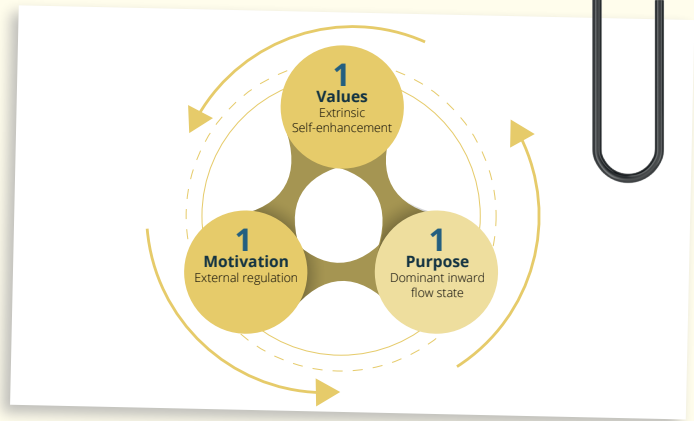 1
Values
Extrinsic
Self-enhancement
1
Motivation
External regulation
1
Purpose
Dominant inward
flow state